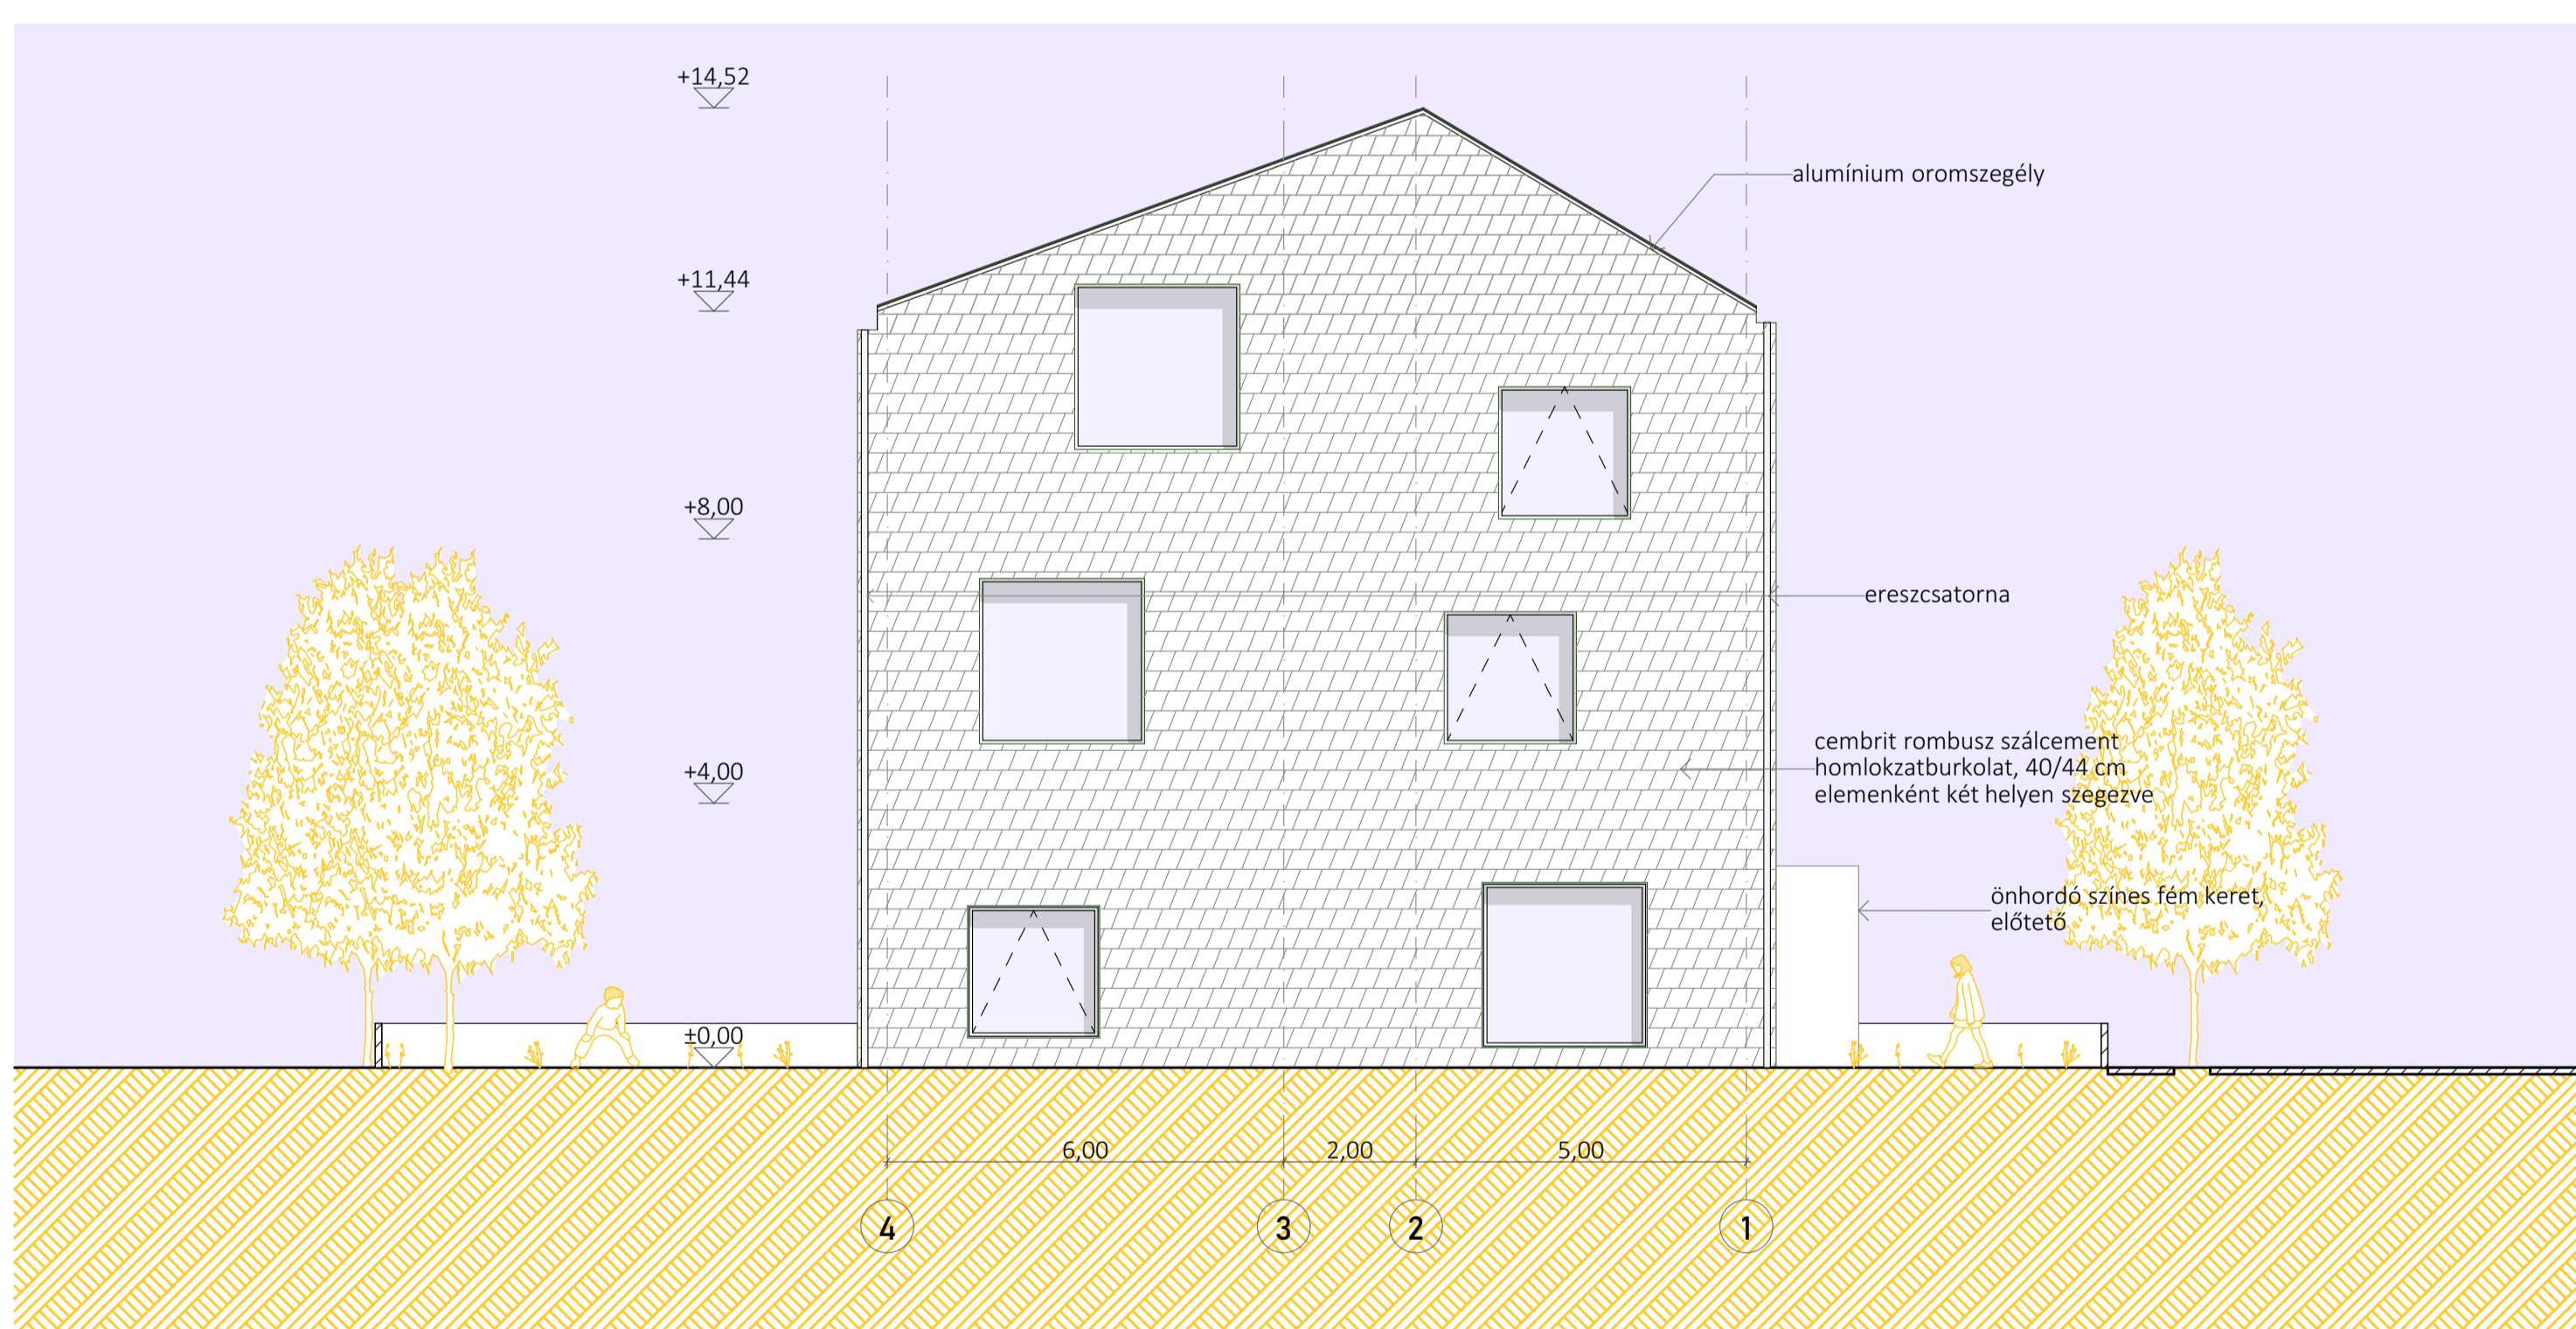 +14,52
alumínium oromszegély
+11,44
+8,00
ereszcsatorna
cembrit rombusz szálcement
homlokzatburkolat, 40/44 cm
elemenként két helyen szegezve
+4,00
önhordó színes fém keret,
előtető
±0,00
6,00
2,00
5,00
4
3
2
1